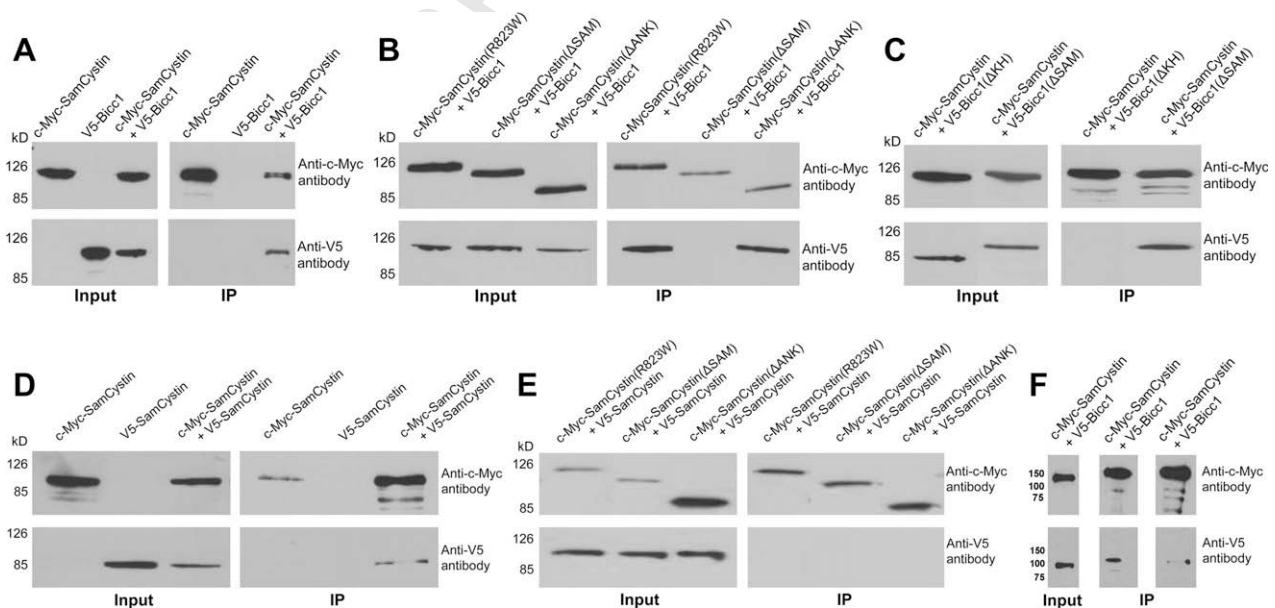 A
c-Myc-SamCystin
V5-Bicc1
c-Myc-SamCystin
+ V5-Bicc1
c-Myc-SamCystin
V5-Bicc1
c-Myc-SamCystin
+ V5-Bicc1
kD
126
85
Anti-c-Myc
antibody
126
85
Anti-V5
antibody
Input
IP
B
c-Myc-SamCystin(R823W)
+ V5-Bicc1
c-Myc-SamCystin(ΔSAM)
+ V5-Bicc1
c-Myc-SamCystin(ΔANK)
+ V5-Bicc1
c-MycSamCystin(R823W)
+ V5-Bicc1
c-Myc-SamCystin(ΔSAM)
+ V5-Bicc1
c-Myc-SamCystin(ΔANK)
+ V5-Bicc1
kD
126
85
Anti-c-Myc
antibody
126
85
Anti-V5
antibody
Input
IP
C
c-Myc-SamCystin
+ V5-Bicc1(ΔKH)
c-Myc-SamCystin
+ V5-Bicc1(ΔSAM)
c-Myc-SamCystin
+ V5-Bicc1(ΔKH)
c-Myc-SamCystin
+ V5-Bicc1(ΔSAM)
kD
126
85
Anti-c-Myc
antibody
126
85
Anti-V5
antibody
Input
IP
D
c-Myc-SamCystin
V5-SamCystin
c-Myc-SamCystin
+ V5-SamCystin
c-Myc-SamCystin
V5-SamCystin
c-Myc-SamCystin
+ V5-SamCystin
kD
126
85
Anti-c-Myc
antibody
126
85
Anti-V5
antibody
Input
IP
E
c-Myc-SamCystin(R823W)
+ V5-SamCystin
c-Myc-SamCystin(ΔSAM)
+ V5-SamCystin
c-Myc-SamCystin(ΔANK)
+ V5-SamCystin
c-Myc-SamCystin(R823W)
+ V5-SamCystin
c-Myc-SamCystin(ΔSAM)
+ V5-SamCystin
c-Myc-SamCystin(ΔANK)
+ V5-SamCystin
kD
126
85
Anti-c-Myc
antibody
126
85
Anti-V5
antibody
Input
IP
F
c-Myc-SamCystin
+ V5-Bicc1
c-Myc-SamCystin
+ V5-Bicc1
c-Myc-SamCystin
+ V5-Bicc1
150
100
75
Anti-c-Myc
antibody
150
100
75
Anti-V5
antibody
Input
IP